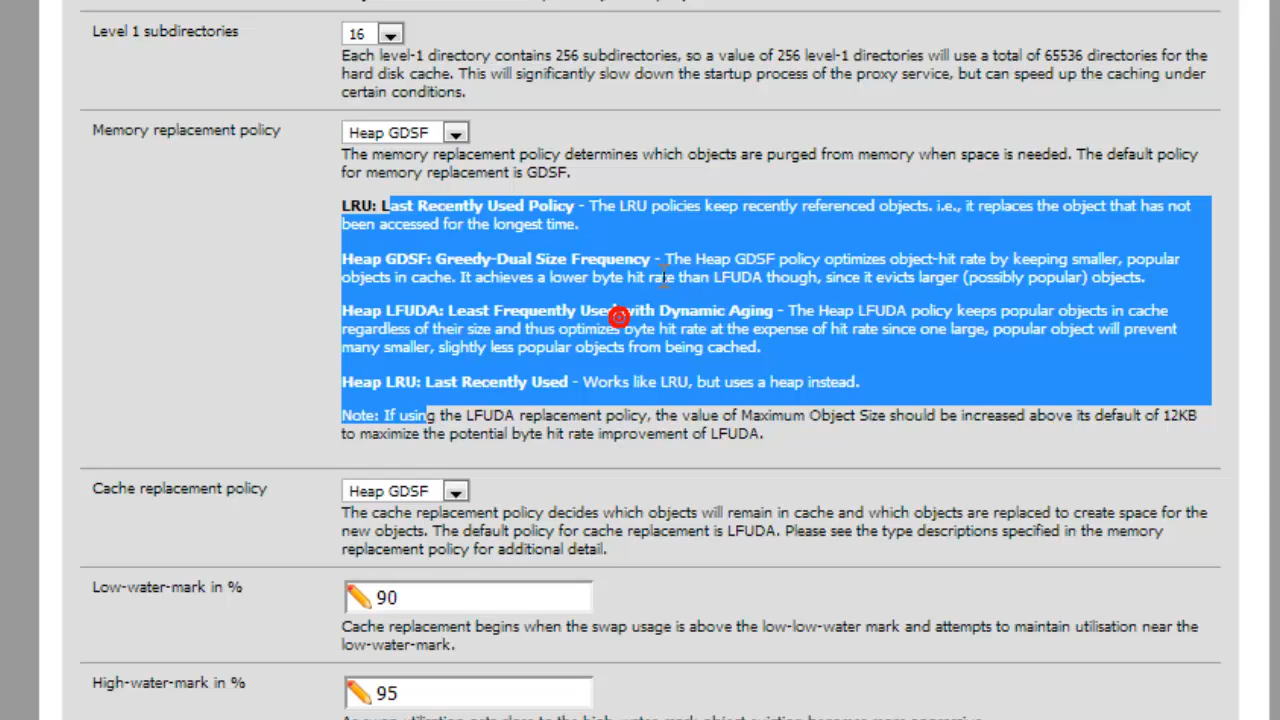 Level 1 subdirectories
16
Each level-1 directory contains 256 subdirectories, so a value of 256 level-1 directories will use a total of 65536 directories for the
hard disk cache. This will significantly slow down the startup process of the proxy service, but can speed up the caching under
certain conditions.
Memory replacement policy
Heap GDSF
The memory replacement policy determines which objects are purged from memory when space is needed. The default policy
for memory replacement is GDSF.
LRU: Last Recently Used Policy - The LRU policies keep recently referenced objects. i.e., it replaces the object that has not
been accessed for the longest time.
Heap GDSF: Greedy-Dual Size Frequency - The Heap GDSF policy optimizes object-hit rate by keeping smaller, popular
objects in cache. It achieves a lower byte hit rate than LFUDA though, since it evicts larger (possibly popular) objects.
Heap LFUDA: Least Frequently Used with Dynamic Aging - The Heap LFUDA policy keeps popular objects in cache
regardless of their size and thus optimizes byte hit rate at the expense of hit rate since one large, popular object will prevent
many smaller, slightly less popular objects from being cached.
Heap LRU: Last Recently Used - Works like LRU, but uses a heap instead.
Note: If using the LFUDA replacement policy, the value of Maximum Object Size should be increased above its default of 12KB
to maximize the potential byte hit rate improvement of LFUDA.
Cache replacement policy
Heap GDSF
The cache replacement policy decides which objects will remain in cache and which objects are replaced to create space for the
new objects. The default policy for cache replacement is LFUDA. Please see the type descriptions specified in the memory
replacement policy for additional detail.
Low-water-mark in %
90
Cache replacement begins when the swap usage is above the low-low-water mark and attempts to maintain utilisation near the
low-water-mark.
High-water-mark in %
95